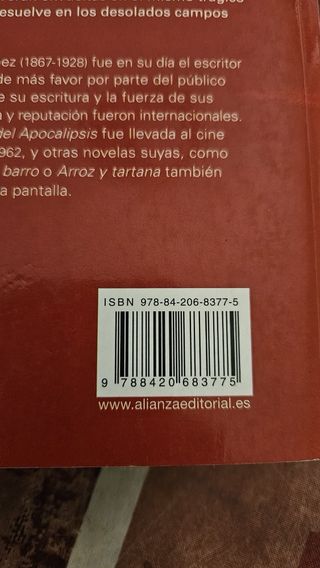 esuelve en los desolados campos
ez (1867-1928) fue en su día el escritor
de más favor por parte del público
e su escritura y la fuerza de sus
a y reputación fueron internacionales.
del Apocalipsis fue llevada al cine
962, y otras novelas suyas, como
barro o Arroz y tartana también
a pantalla.
ISBN 978-84-206-8377-5
9 788420 683775
www.alianzaeditorial.es